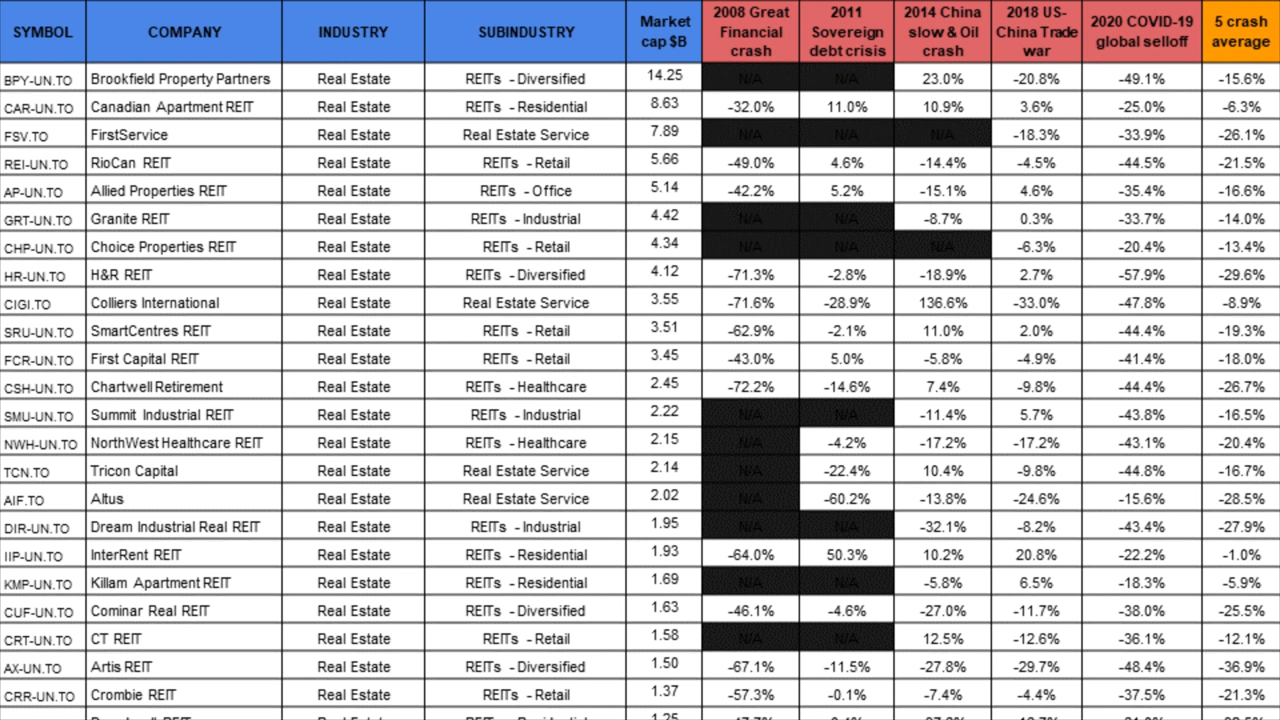 SYMBOL COMPANY INDUSTRY SUBINDUSTRY Market cap $B 2008 Great Financial crash 2011 Sovereign debt crisis 2014 China slow & Oil crash 2018 US-China Trade war 2020 COVID-19 global selloff 5 crash average
BPY-UN.TO Brookfield Property Partners Real Estate REITs - Diversified 14.25 N/A N/A 23.0% -20.8% -49.1% -15.6%
CAR-UN.TO Canadian Apartment REIT Real Estate REITs - Residential 8.63 -32.0% 11.0% 10.9% 3.6% -25.0% -6.3%
FSV.TO FirstService Real Estate Real Estate Service 7.89 N/A N/A N/A -18.3% -33.9% -26.1%
REI-UN.TO RioCan REIT Real Estate REITs - Retail 5.66 -49.0% 4.6% -14.4% -4.5% -44.5% -21.5%
AP-UN.TO Allied Properties REIT Real Estate REITs - Office 5.14 -42.2% 5.2% -15.1% 4.6% -35.4% -16.6%
GRT-UN.TO Granite REIT Real Estate REITs - Industrial 4.42 N/A N/A -8.7% 0.3% -33.7% -14.0%
CHP-UN.TO Choice Properties REIT Real Estate REITs - Retail 4.34 N/A N/A N/A -6.3% -20.4% -13.4%
HR-UN.TO H&R REIT Real Estate REITs - Diversified 4.12 -71.3% -2.8% -18.9% 2.7% -57.9% -29.6%
CIGI.TO Colliers International Real Estate Real Estate Service 3.55 -71.6% -28.9% 136.6% -33.0% -47.8% -8.9%
SRU-UN.TO SmartCentres REIT Real Estate REITs - Retail 3.51 -62.9% -2.1% 11.0% 2.0% -44.4% -19.3%
FCR-UN.TO First Capital REIT Real Estate REITs - Retail 3.45 -43.0% 5.0% -5.8% -4.9% -41.4% -18.0%
CSH-UN.TO Chartwell Retirement Real Estate REITs - Healthcare 2.45 -72.2% -14.6% 7.4% -9.8% -44.4% -26.7%
SMU-UN.TO Summit Industrial REIT Real Estate REITs - Industrial 2.22 N/A N/A -11.4% 5.7% -43.8% -16.5%
NWH-UN.TO NorthWest Healthcare REIT Real Estate REITs - Healthcare 2.15 N/A -4.2% -17.2% -17.2% -43.1% -20.4%
TCN.TO Tricon Capital Real Estate Real Estate Service 2.14 N/A -22.4% 10.4% -9.8% -44.8% -16.7%
AIF.TO Altus Real Estate Real Estate Service 2.02 N/A -60.2% -13.8% -24.6% -15.6% -28.5%
DIR-UN.TO Dream Industrial Real REIT Real Estate REITs - Industrial 1.95 N/A N/A -32.1% -8.2% -43.4% -27.9%
IIP-UN.TO InterRent REIT Real Estate REITs - Residential 1.93 -64.0% 50.3% 10.2% 20.8% -22.2% -1.0%
KMP-UN.TO Killam Apartment REIT Real Estate REITs - Residential 1.69 N/A N/A -5.8% 6.5% -18.3% -5.9%
CUF-UN.TO Cominar Real REIT Real Estate REITs - Diversified 1.63 -46.1% -4.6% -27.0% -11.7% -38.0% -25.5%
CRT-UN.TO CT REIT Real Estate REITs - Retail 1.58 N/A N/A 12.5% -12.6% -36.1% -12.1%
AX-UN.TO Artis REIT Real Estate REITs - Diversified 1.50 -67.1% -11.5% -27.8% -29.7% -48.4% -36.9%
CRR-UN.TO Crombie REIT Real Estate REITs - Retail 1.37 -57.3% -0.1% -7.4% -4.4% -37.5% -21.3%
1.25